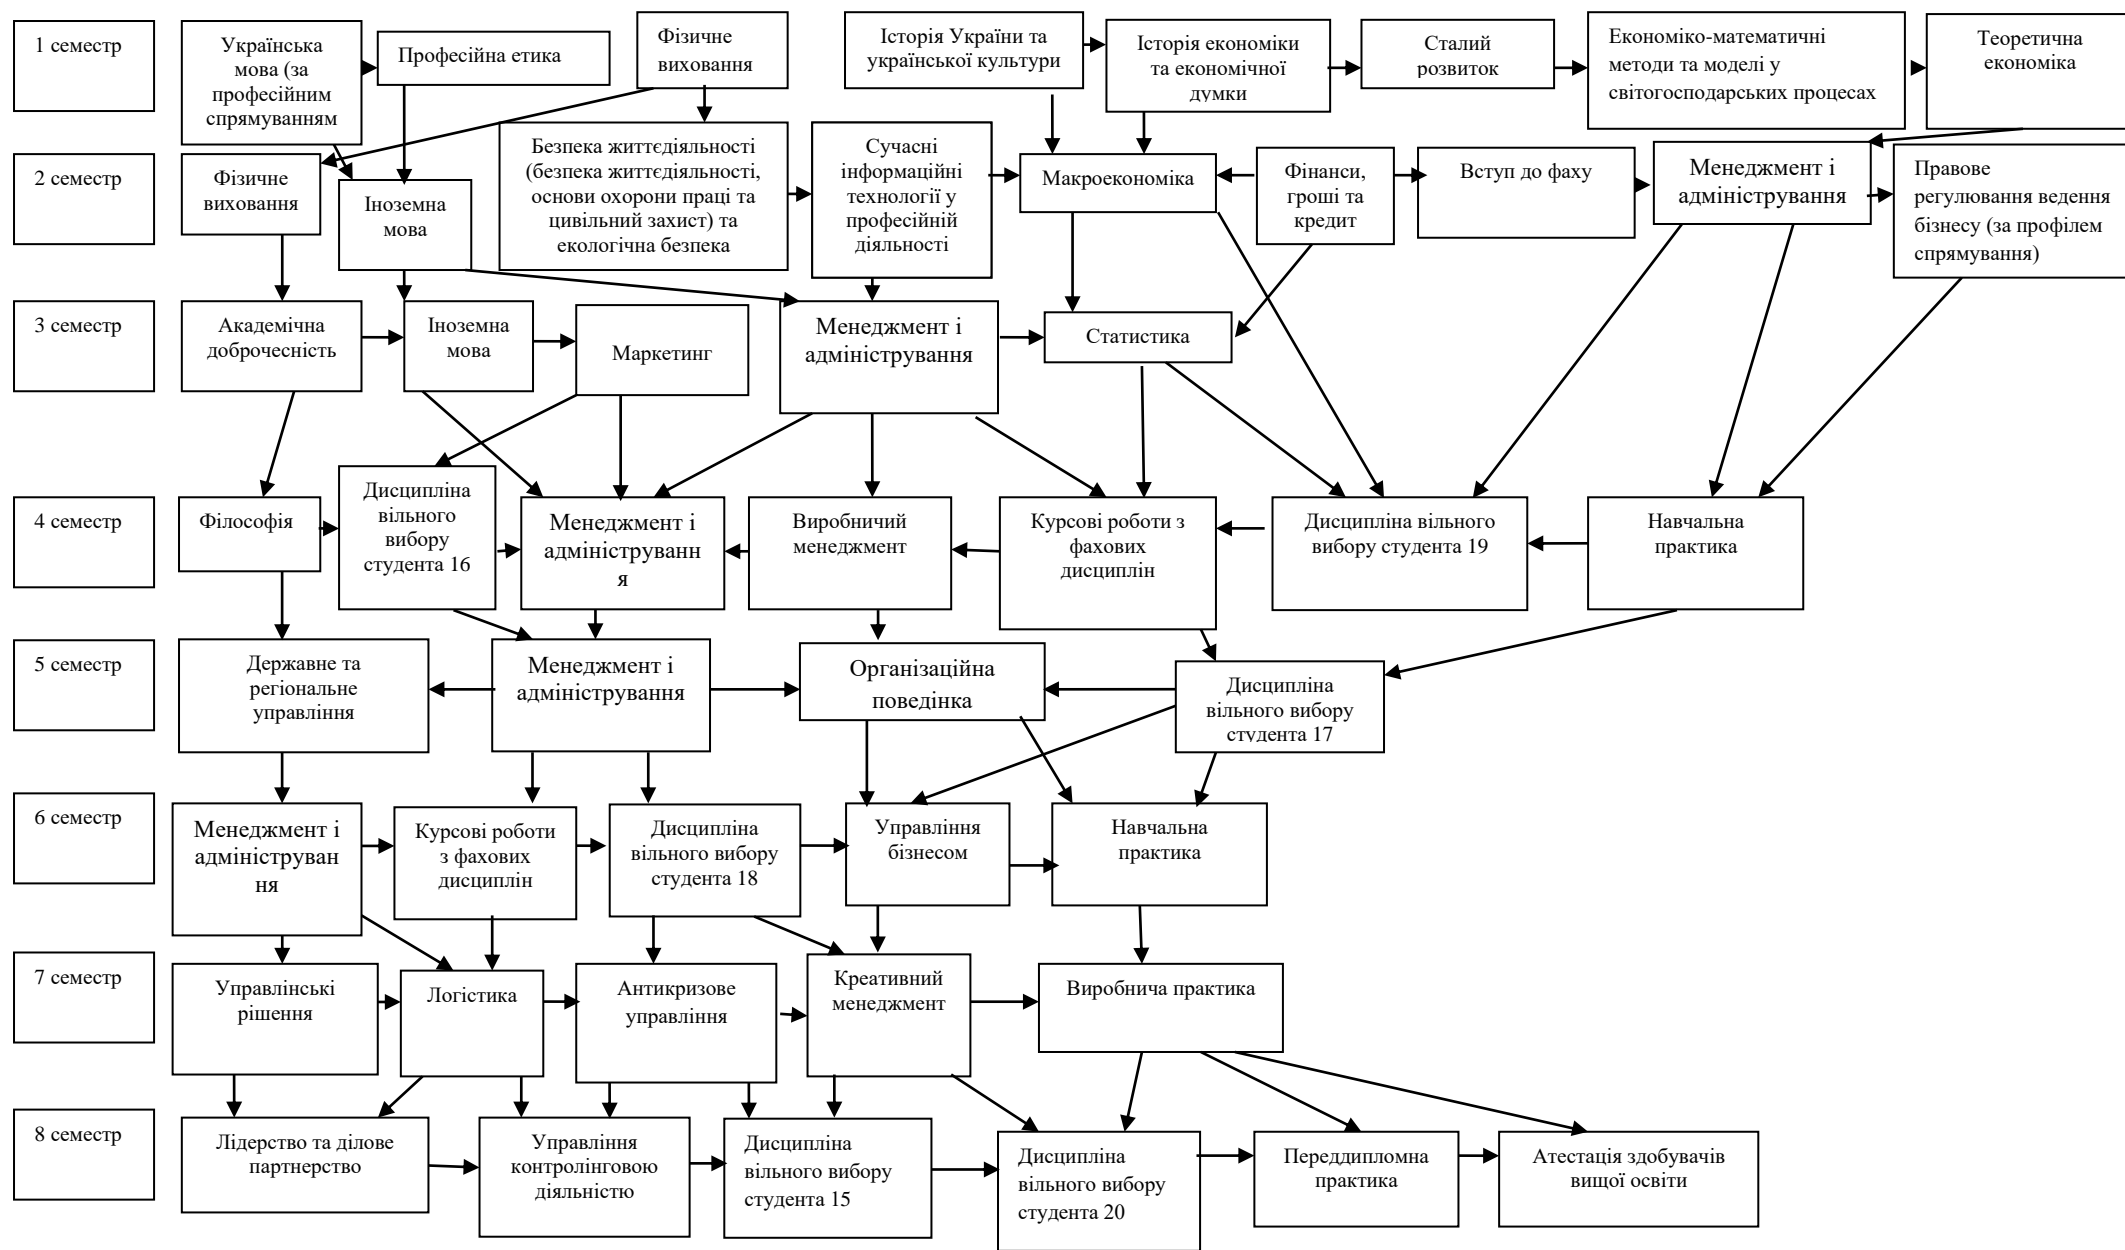 1 семестр
Українська
мова (за
професійним
спрямуванням
Професійна етика
Фізичне
виховання
Історія України та
української культури
Історія економіки
та економічної
думки
Сталий
розвиток
Економіко-математичні
методи та моделі у
світогосподарських процесах
Теоретична
економіка
2 семестр
Фізичне
виховання
Іноземна
мова
Безпека життєдіяльності
(безпека життєдіяльності,
основи охорони праці та
цивільний захист) та
екологічна безпека
Сучасні
інформаційні
технології у
професійній
діяльності
Макроекономіка
Фінанси,
гроші та
кредит
Вступ до фаху
Менеджмент і
адміністрування
Правове
регулювання ведення
бізнесу (за профілем
спрямування)
3 семестр
Академічна
доброчесність
Іноземна
мова
Маркетинг
Менеджмент і
адміністрування
Статистика
4 семестр
Філософія
Дисципліна
вільного
вибору
студента 16
Менеджмент і
адмініструванн
я
Виробничий
менеджмент
Курсові роботи з
фахових
дисциплін
Дисципліна вільного
вибору студента 19
Навчальна
практика
5 семестр
Державне та
регіональне
управління
Менеджмент і
адміністрування
Організаційна
поведінка
Дисципліна
вільного вибору
студента 17
6 семестр
Менеджмент і
адмініструван
ня
Курсові роботи
з фахових
дисциплін
Дисципліна
вільного вибору
студента 18
Управління
бізнесом
Навчальна
практика
7 семестр
Управлінські
рішення
Логістика
Антикризове
управління
Креативний
менеджмент
Виробнича практика
8 семестр
Лідерство та ділове
партнерство
Управління
контролінговою
діяльністю
Дисципліна
вільного вибору
студента 15
Дисципліна
вільного вибору
студента 20
Переддипломна
практика
Атестація здобувачів
вищої освіти